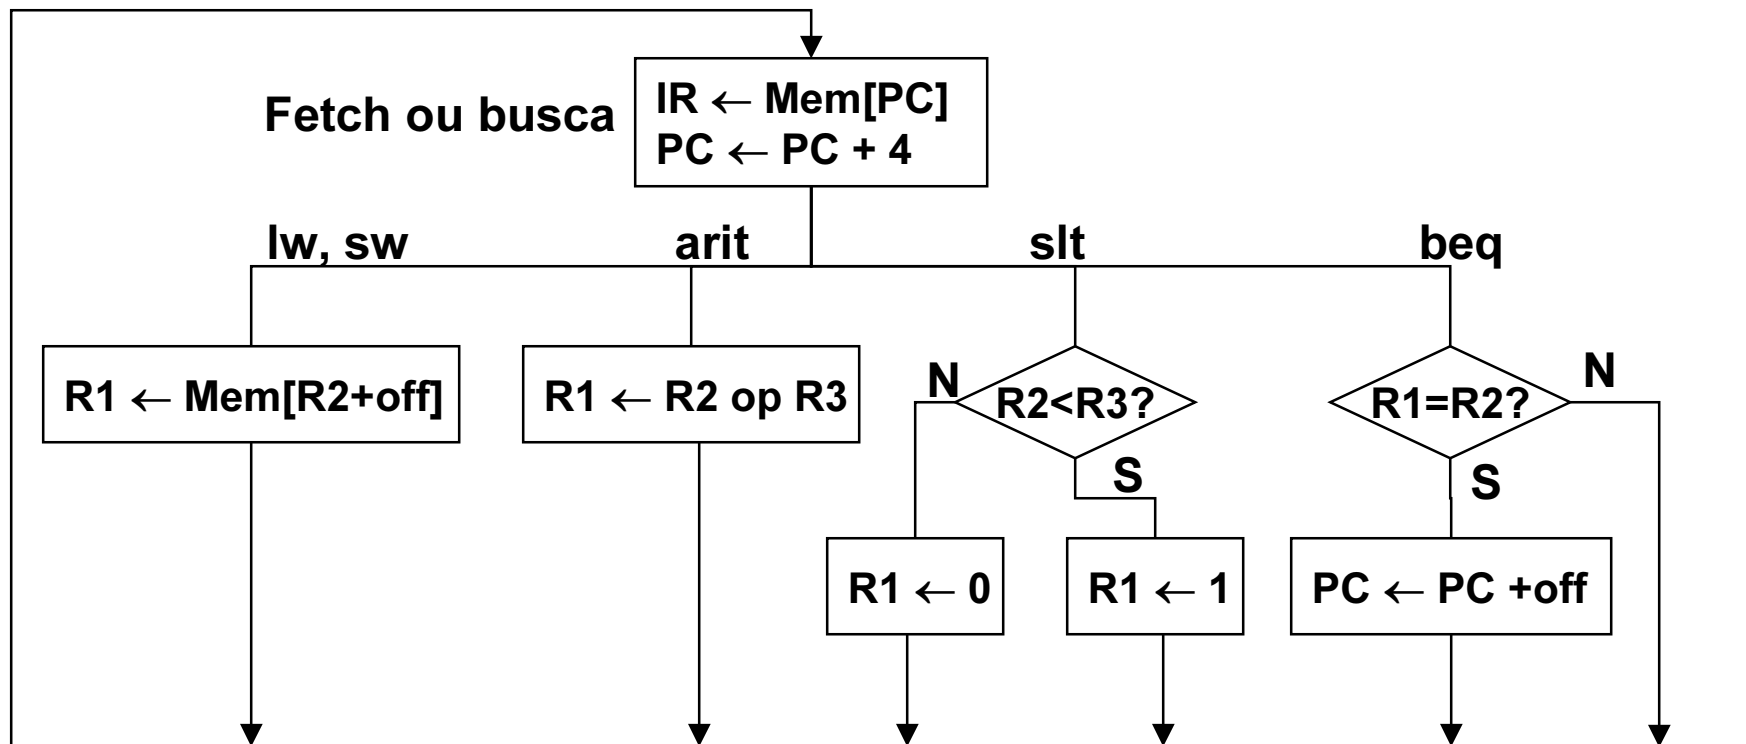 Fetch ou busca
IR ← Mem[PC]
PC ← PC + 4
lw, sw
arit
slt
beq
R1 ← Mem[R2+off]
R1 ← R2 op R3
N
R2<R3?
S
R1=R2?
N
S
R1 ← 0
R1 ← 1
PC ← PC +off